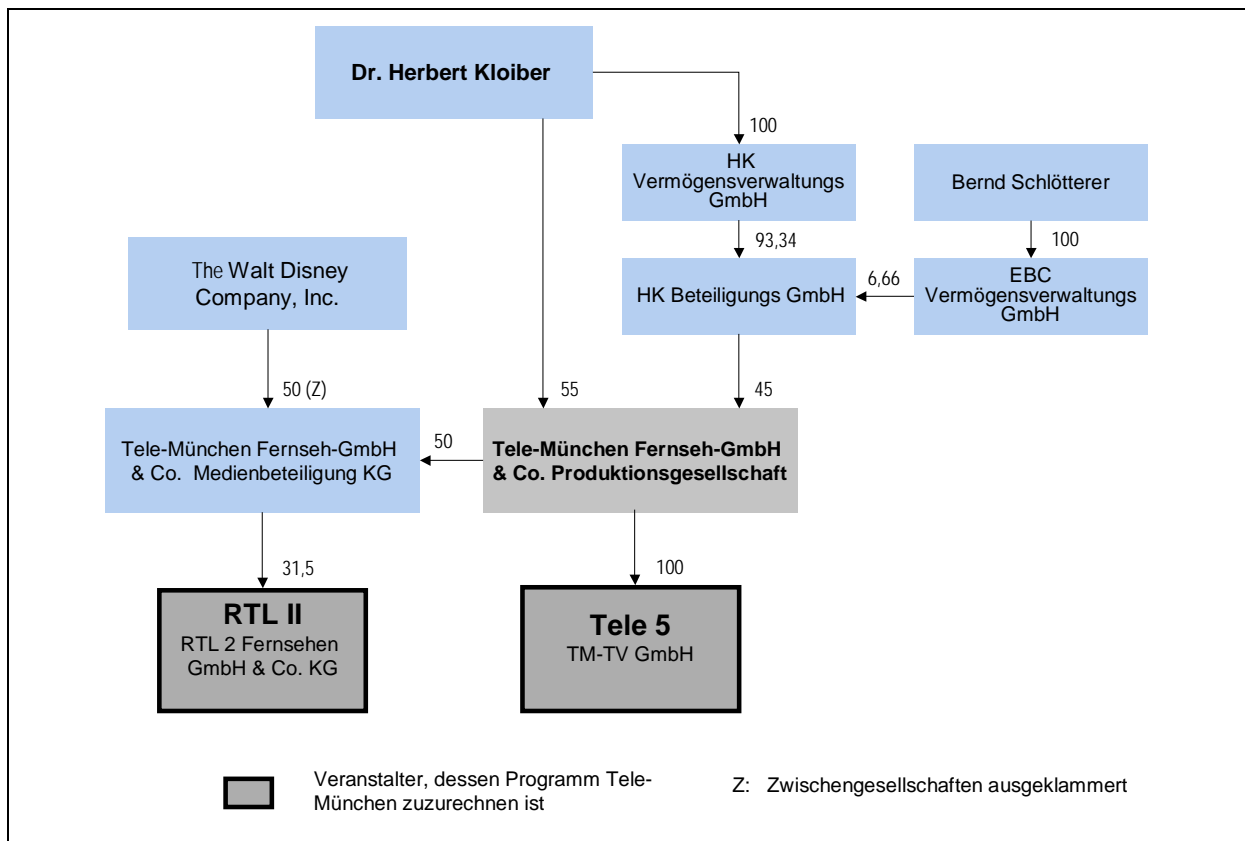 Dr. Herbert Kloiber
100
HK
Vermögensverwaltungs
GmbH
Bernd Schlötterer
93,34
100
The Walt Disney
Company, Inc.
HK Beteiligungs GmbH
6,66
EBC
Vermögensverwaltungs
GmbH
50 (Z)
55
45
Tele-München Fernseh-GmbH
& Co. Medienbeteiligung KG
50
Tele-München Fernseh-GmbH
& Co. Produktionsgesellschaft
31,5
100
RTL II
RTL 2 Fernsehen
GmbH & Co. KG
Tele 5
TM-TV GmbH
Veranstalter, dessen Programm Tele-
München zuzurechnen ist
Z: Zwischengesellschaften ausgeklammert